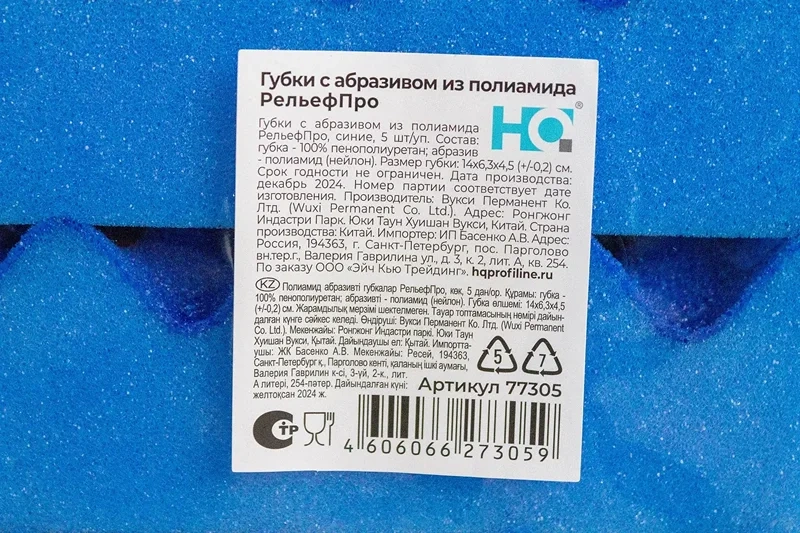 Губки с абразивом из полиамида
РельефПро
HQ®
Губки с абразивом из полиамида
РельефПро, синие, 5 шт/уп. Состав:
губка - 100% пенополиуретан; абразив
- полиамид (нейлон). Размер губки: 14х6,3х4,5 (+/-0,2) см.
Срок годности не ограничен. Дата производства:
декабрь 2024. Номер партии соответствует дате
изготовления. Производитель: Вукси Перманент Ко.
Лтд. (Wuxi Permanent Co. Ltd.). Адрес: Ронгжонг
Индастри Парк. Юки Таун Хуишан Вукси, Китай. Страна
производства: Китай. Импортер: ИП Басенко А.В. Адрес:
Россия, 194363, г. Санкт-Петербург, пос. Парголово
вн.тер.г., Валерия Гаврилина ул., д. 3, к. 2, лит. А, кв. 254.
По заказу ООО «Эйч Кью Трейдинг». hqprofiline.ru
KZ Полиамид абразивті губкалар РельефПро, көк, 5 дан/ор. Құрамы: губка -
100% пенополиуретан; абразивті - полиамид (нейлон). Губка өлшемі: 14х6,3х4,5
(+/-0,2) см. Жарамдылық мерзімі шектелмеген. Тауар топтамасының нөмірі дайын-
далған күнге сәйкес келеді. Өндіруші: Вукси Перманент Ко. Лтд. (Wuxi Permanent
Co. Ltd.). Мекенжайы: Ронгжонг Индастри паркі. Юки Таун
Хуишан Вукси, Қытай. Дайындаушы ел: Қытай. Импортта-
ушы: ЖК Басенко А.В. Мекенжайы: Ресей, 194363,
Санкт-Петербург қ., Парголово кенті, қаланың ішкі аумағы,
Валерия Гаврилин к-сі, 3-үй, 2-к., лит.
А литері, 254-пәтер. Дайындалған күні:
желтоқсан 2024 ж.
5
7
Артикул 77305
СТР
4 606066 273059